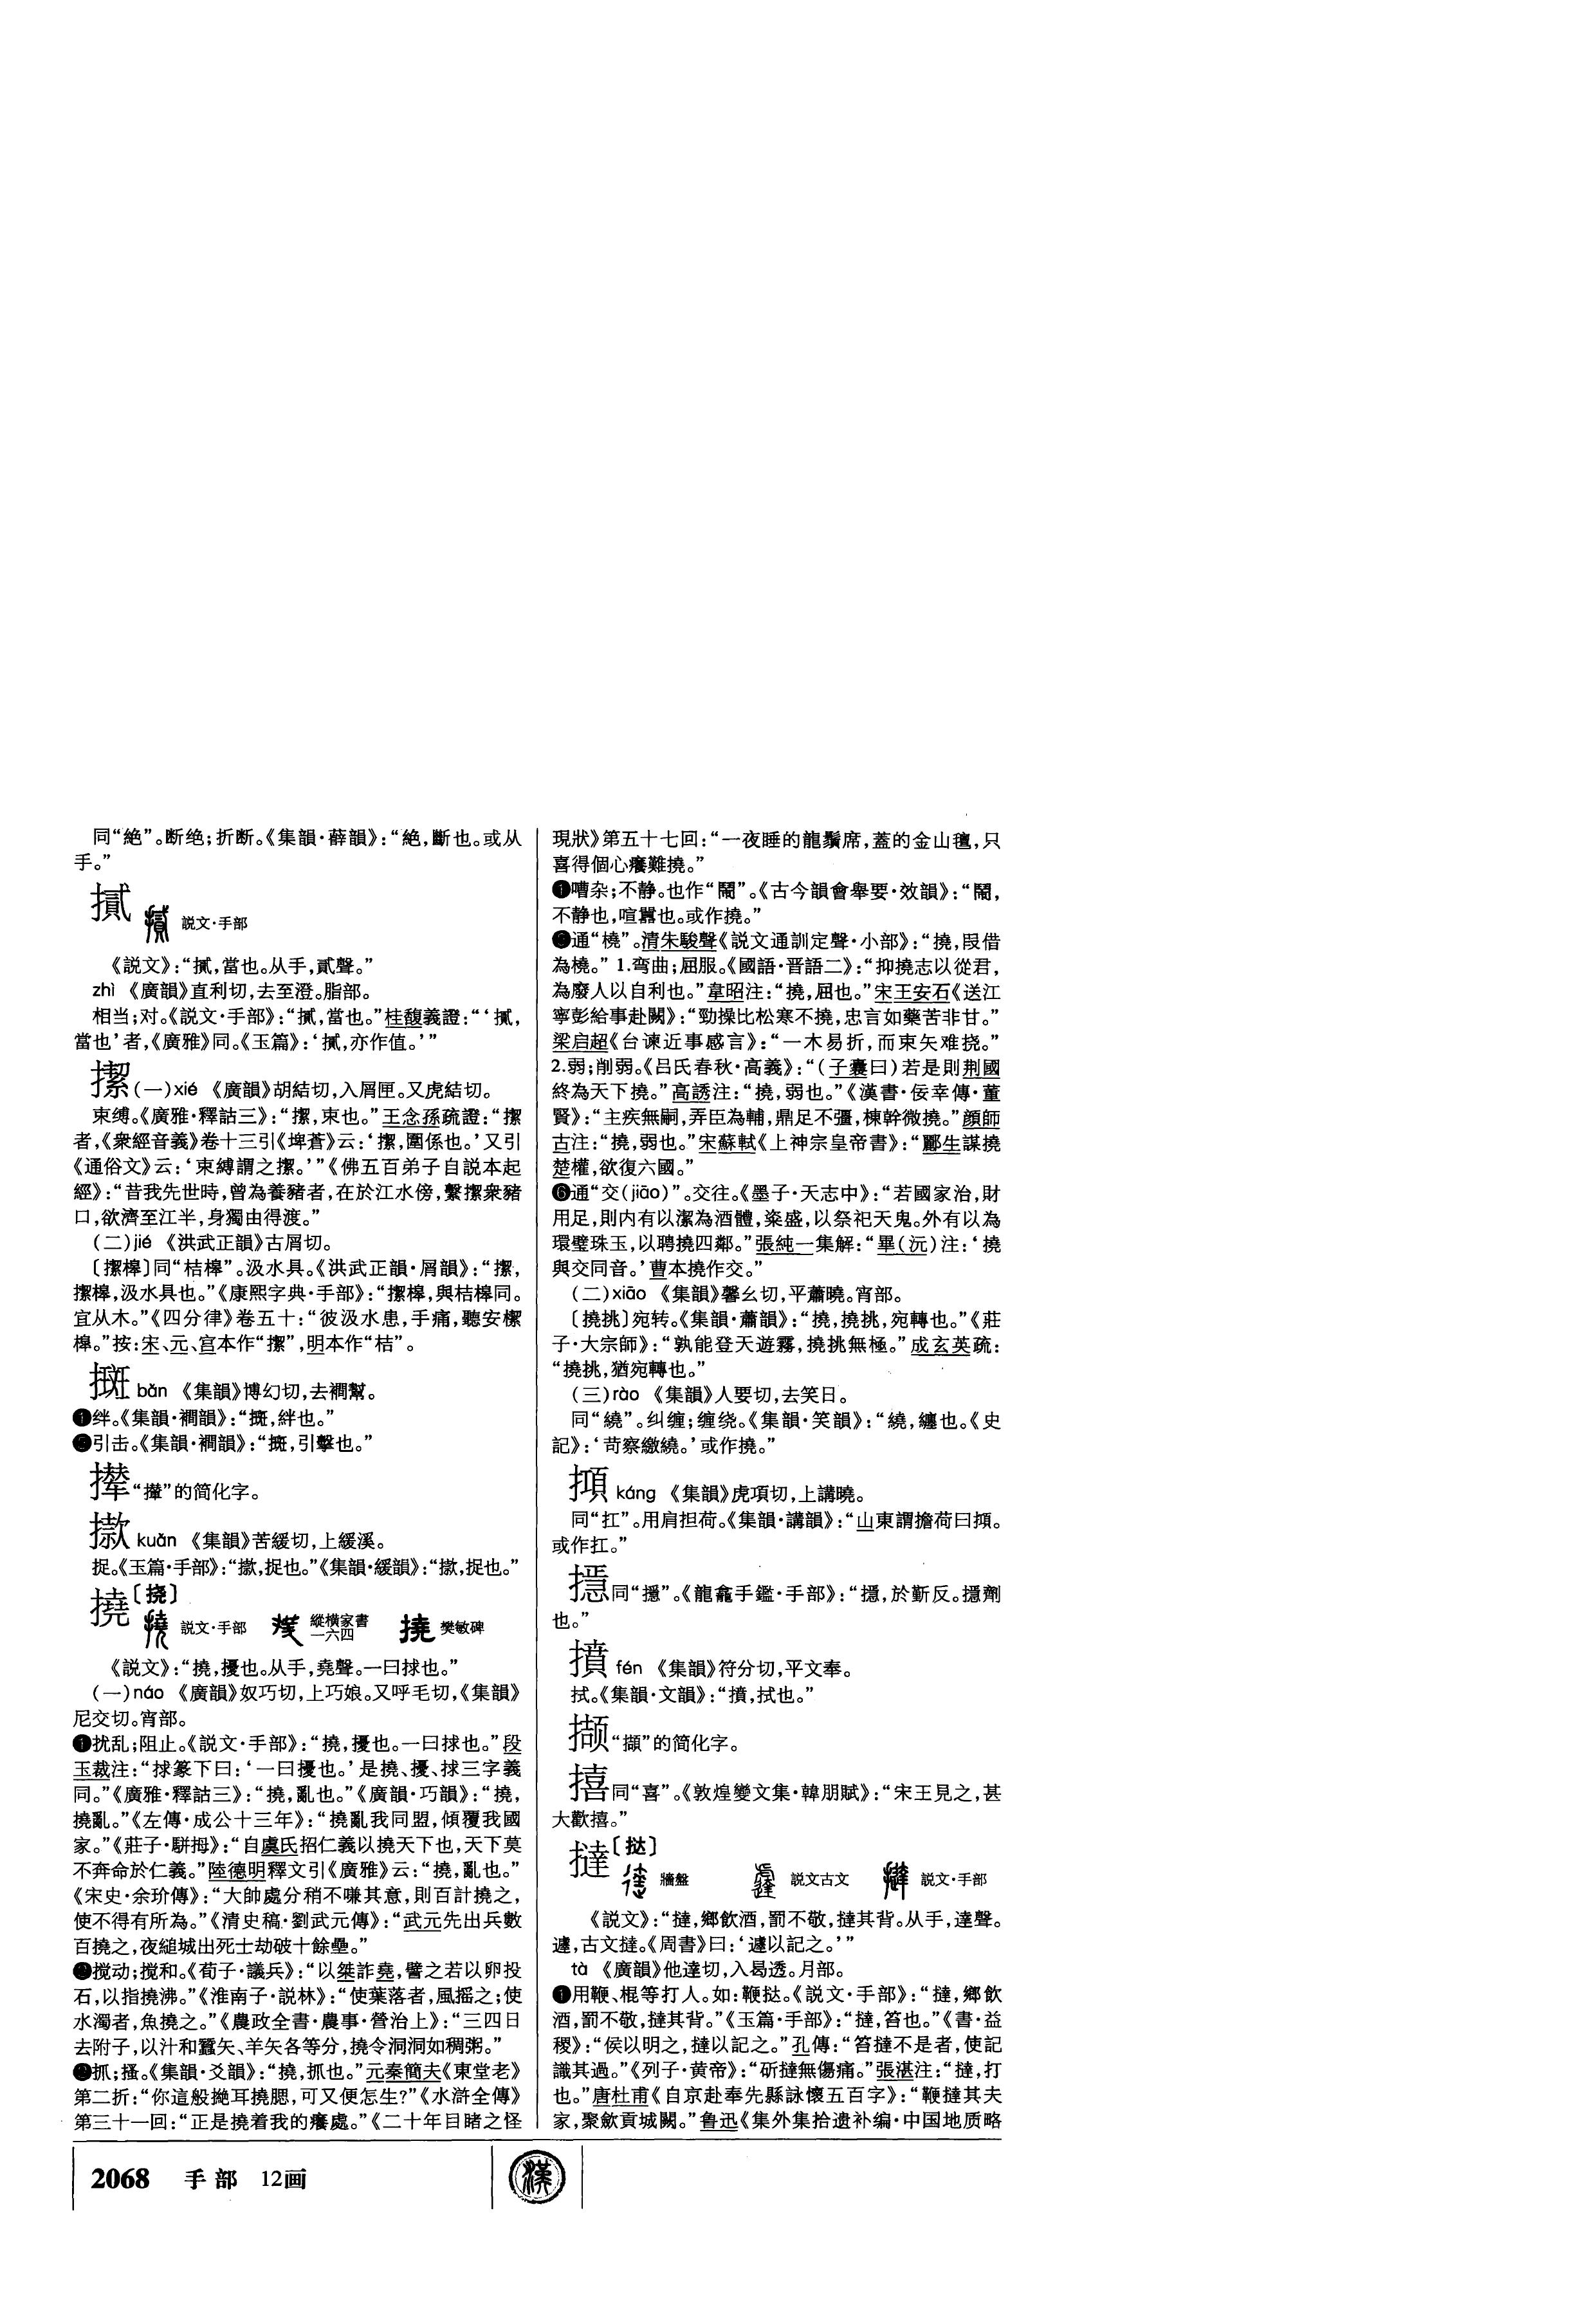 同“絶”。断绝;折断。《集韻·薛韻》:“絶,斷也。或从
手。”
㨖
説文·手部
《説文》:“㨖,當也。从手,貳聲。”
zhì 《廣韻》直利切,去至澄。脂部。
相当;对。《説文·手部》:“㨖,當也。”桂馥義證:“‘㨖,
當也’者,《廣雅》同。《玉篇》:‘㨖,亦作值。’”
㨗(一)xié 《廣韻》胡結切,入屑匣。又虎結切。
束缚。《廣雅·釋詁三》:“㨗,束也。”王念孫疏證:“㨗
者,《衆經音義》卷十三引《埤蒼》云:‘㨗,圍係也。’又引
《通俗文》云:‘束縛謂之㨗。’”《佛五百弟子自説本起
經》:“昔我先世時,曾為養豬者,在於江水傍,繫㨗衆豬
口,欲濟至江半,身獨由得渡。”
(二)jié 《洪武正韻》古屑切。
〔㨗槔〕同“桔槔”。汲水具。《洪武正韻·屑韻》:“㨗,
㨗槔,汲水具也。”《康熙字典·手部》:“㨗槔,與桔槔同。
宜从木。”《四分律》卷五十:“彼汲水患,手痛,聽安㮮
槔。”按:宋、元、宫本作“㨗”,明本作“桔”。
bǎn 《集韻》博幻切,去襇幫。
❶绊。《集韻·襇韻》:“,絆也。”
❷引击。《集韻·襇韻》:“,引擊也。”
“攆”的简化字。
kuǎn 《集韻》苦緩切,上緩溪。
捉。《玉篇·手部》:“,捉也。”《集韻·緩韻》:“,捉也。”
撓〔挠〕
説文·手部 縱横家書一六四 樊敏碑
《説文》:“撓,擾也。从手,堯聲。一曰捄也。”
(一)náo 《廣韻》奴巧切,上巧娘。又呼毛切,《集韻》
尼交切。宵部。
❶扰乱;阻止。《説文·手部》:“撓,擾也。一曰捄也。”段
玉裁注:“捄篆下曰:‘一曰擾也。’是撓、擾、捄三字義
同。”《廣雅·釋詁三》:“撓,亂也。”《廣韻·巧韻》:“撓,
撓亂。”《左傳·成公十三年》:“撓亂我同盟,傾覆我國
家。”《莊子·駢拇》:“自虞氏招仁義以撓天下也,天下莫
不奔命於仁義。”陸德明釋文引《廣雅》云:“撓,亂也。”
《宋史·余玠傳》:“大帥處分稍不嗛其意,則百計撓之,
使不得有所為。”《清史稿·劉武元傳》:“武元先出兵數
百撓之,夜縋城出死士劫破十餘壘。”
❷搅动;搅和。《荀子·議兵》:“以桀詐堯,譬之若以卵投
石,以指撓沸。”《淮南子·説林》:“使葉落者,風摇之;使
水濁者,魚撓之。”《農政全書·農事·營治上》:“三四日
去附子,以汁和蠶矢、羊矢各等分,撓令洞洞如稠粥。”
❸抓;搔。《集韻·爻韻》:“撓,抓也。”元秦簡夫《東堂老》
第二折:“你這般搊耳撓腮,可又便怎生?”《水滸全傳》
第三十一回:“正是撓着我的癢處。”《二十年目睹之怪
現狀》第五十七回:“一夜睡的龍鬚席,蓋的金山氊,只
喜得個心癢難撓。”
❹嘈杂;不静。也作“鬧”。《古今韻會舉要·效韻》:“鬧,
不静也,喧囂也。或作撓。”
❺通“橈”。清朱駿聲《説文通訓定聲·小部》:“撓,叚借
為橈。” 1.弯曲;屈服。《國語·晋語二》:“抑撓志以從君,
為廢人以自利也。”韋昭注:“撓,屈也。”宋王安石《送江
寧彭給事赴闕》:“勁操比松寒不撓,忠言如藥苦非甘。”
梁启超《台谏近事感言》:“一木易折,而束矢难挠。”
2.弱;削弱。《吕氏春秋·高義》:“(子囊曰)若是則荆國
終為天下撓。”高誘注:“撓,弱也。”《漢書·佞幸傳·董
賢》:“主疾無嗣,弄臣為輔,鼎足不彊,棟幹微撓。”顔師
古注:“撓,弱也。”宋蘇軾《上神宗皇帝書》:“酈生謀撓
楚權,欲復六國。”
❻通“交(jiāo)”。交往。《墨子·天志中》:“若國家治,財
用足,則内有以潔為酒醴,粢盛,以祭祀天鬼。外有以為
環璧珠玉,以聘撓四鄰。”張純一集解:“畢(沅)注:‘撓
與交同音。’曹本撓作交。”
(二)xiāo 《集韻》馨幺切,平蕭曉。宵部。
〔撓挑〕宛转。《集韻·蕭韻》:“撓,撓挑,宛轉也。”《莊
子·大宗師》:“孰能登天遊霧,撓挑無極。”成玄英疏:
“撓挑,猶宛轉也。”
(三)rào 《集韻》人要切,去笑日。
同“繞”。纠缠;缠绕。《集韻·笑韻》:“繞,纏也。《史
記》:‘苛察繳繞。’或作撓。”
káng 《集韻》虎項切,上講曉。
同“扛”。用肩担荷。《集韻·講韻》:“山東謂擔荷曰。
或作扛。”
同“㨙”。《龍龕手鑑·手部》:“㨙,於靳反。㨙劑
也。”
fén 《集韻》符分切,平文奉。
拭。《集韻·文韻》:“,拭也。”
撷“擷”的简化字。
㩉同“喜”。《敦煌變文集·韓朋賦》:“宋王見之,甚
大歡。”
撻〔挞〕
墻盤 説文古文 説文·手部
《説文》:“撻,鄉飲酒,罰不敬,撻其背。从手,達聲。
,古文撻。《周書》曰:‘以記之。’”
tà 《廣韻》他達切,入曷透。月部。
❶用鞭、棍等打人。如:鞭挞。《説文·手部》:“撻,鄉飲
酒,罰不敬,撻其背。”《玉篇·手部》:“撻,笞也。”《書·益
稷》:“侯以明之,撻以記之。”孔傳:“笞撻不是者,使記
識其過。”《列子·黄帝》:“斫撻無傷痛。”張湛注:“撻,打
也。”唐杜甫《自京赴奉先縣詠懷五百字》:“鞭撻其夫
家,聚斂貢城闕。”鲁迅《集外集拾遗补编·中国地质略
2068 手部 12画
漢